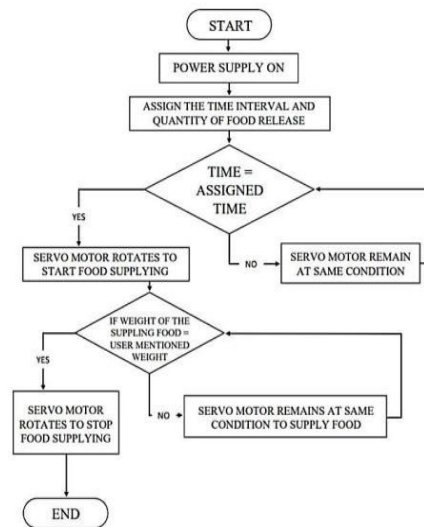 START
POWER SUPPLY ON
ASSIGN THE TIME INTERVAL AND
QUANTITY OF FOOD RELEASE
TIME =
ASSIGNED
TIME
YES
NO
SERVO MOTOR ROTATES TO
START FOOD SUPPLYING
SERVO MOTOR REMAIN
AT SAME CONDITION
IF WEIGHT OF THE
SUPPLING FOOD =
USER MENTIONED
WEIGHT
YES
NO
SERVO MOTOR
ROTATES TO STOP
FOOD SUPPLYING
SERVO MOTOR REMAINS AT SAME
CONDITION TO SUPPLY FOOD
END